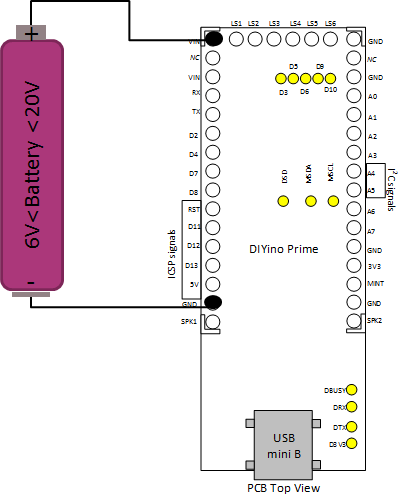 +
6V<Battery <20V
-
LS1 LS2 LS3 LS4 LS5 LS6
VIN
NC
VIN
RX
TX
D2
D4
D7
D8
RST
D11
D12
D13
5V
GND
SPK1
ICSP signals
D5 D9
D3 D6 D10
DSD
MSDA
MSCL
DIYino Prime
GND
NC
GND
A0
A1
A2
A3
A4
A5
A6
A7
GND
3V3
MINT
GND
SPK2
I²C signals
DBUSY
DRX
DTX
D3V3
USB
mini B
PCB Top View